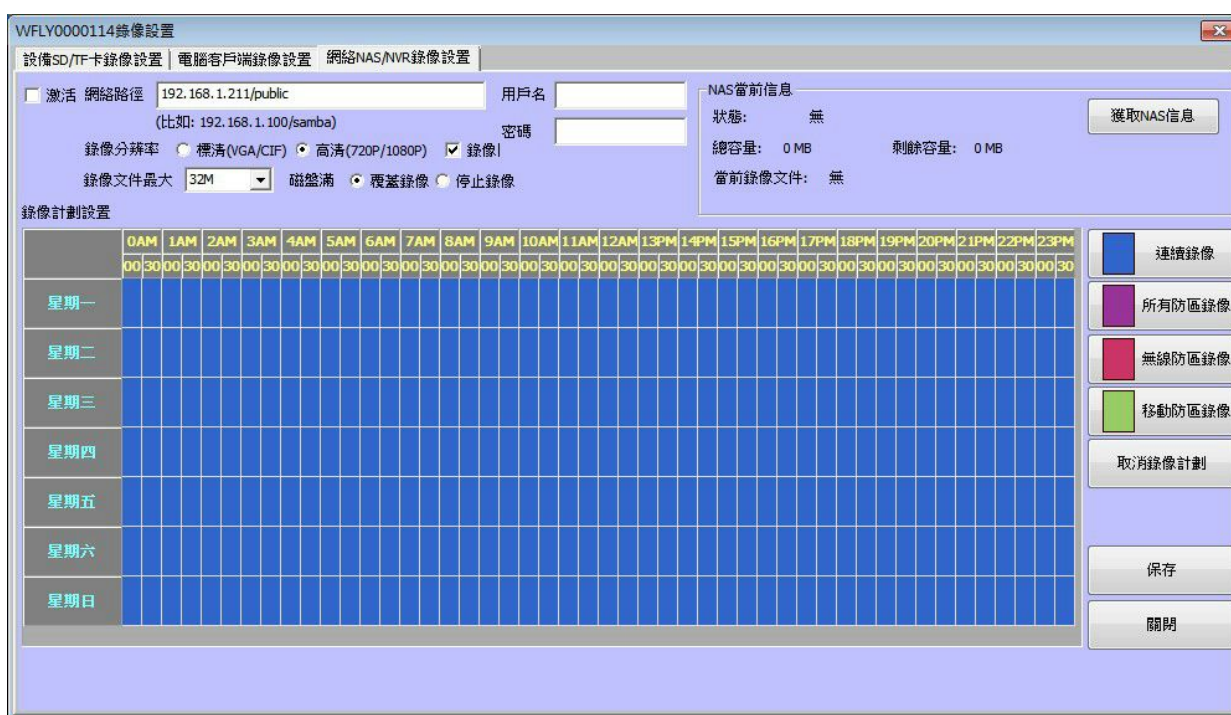 WFLY0000114錄像設置
設備SD/TF卡錄像設置 電腦客戶端錄像設置 網絡NAS/NVR錄像設置
激活 網絡路徑 192.168.1.211/public 用戶名
(比如: 192.168.1.100/samba) 密碼
錄像分辨率 標清(VGA/CIF) 高清(720P/1080P) 錄像
錄像文件最大 32M 磁盤滿 覆蓋錄像 停止錄像
NAS當前信息
狀態: 無
總容量: 0 MB 剩餘容量: 0 MB
當前錄像文件: 無
獲取NAS信息
錄像計劃設置
0AM 1AM 2AM 3AM 4AM 5AM 6AM 7AM 8AM 9AM 10AM 11AM 12AM 13PM 14PM 15PM 16PM 17PM 18PM 19PM 20PM 21PM 22PM 23PM
00 30 00 30 00 30 00 30 00 30 00 30 00 30 00 30 00 30 00 30 00 30 00 30 00 30 00 30 00 30 00 30 00 30 00 30 00 30 00 30 00 30 00 30 00 30 00 30
星期一
星期二
星期三
星期四
星期五
星期六
星期日
連續錄像
所有防區錄像
無線防區錄像
移動防區錄像
取消錄像計劃
保存
關閉